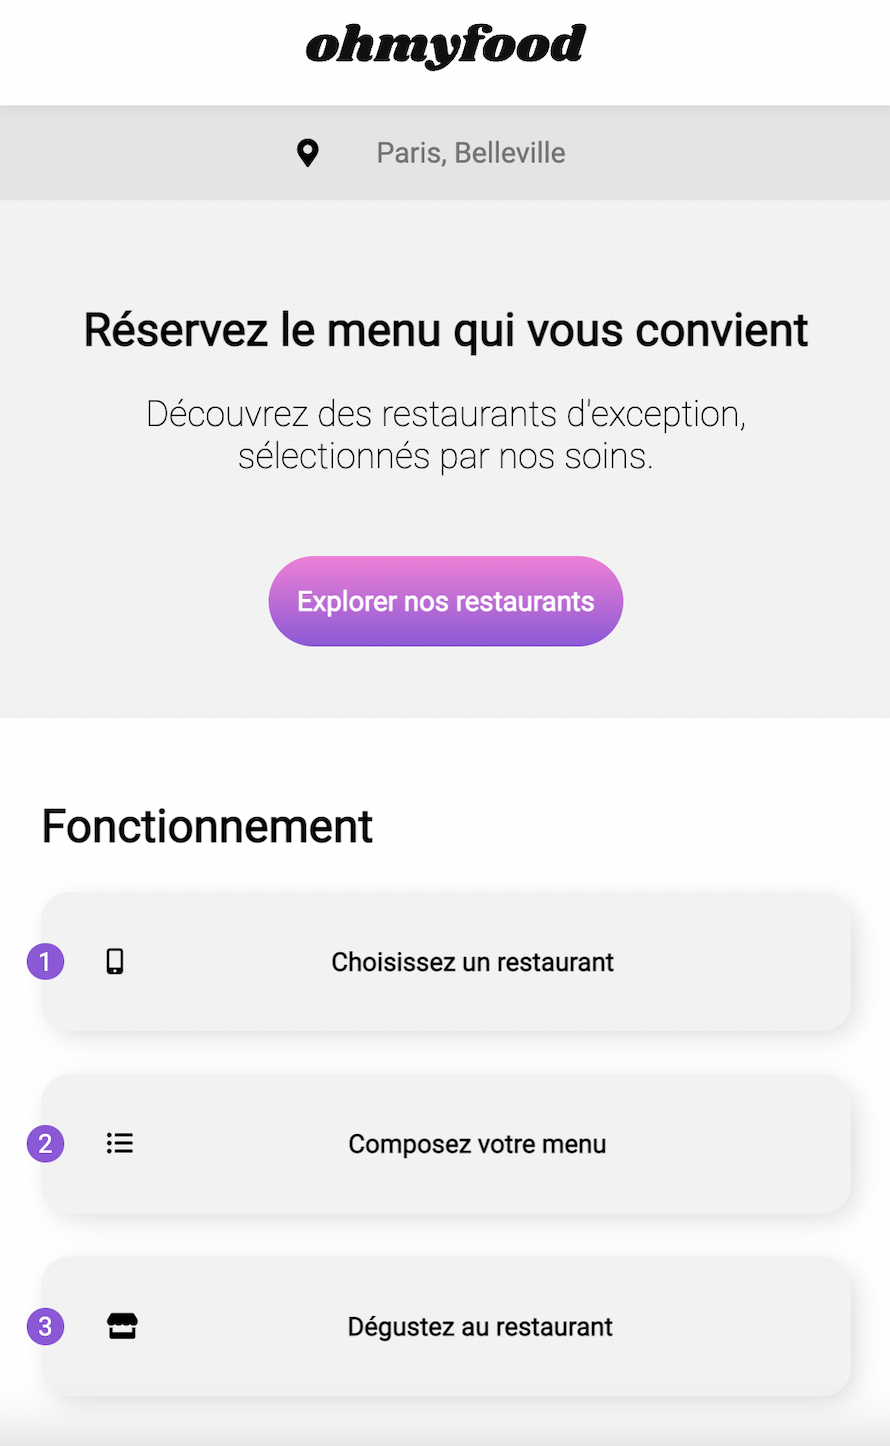 ohmyfood
Paris, Belleville
Réservez le menu qui vous convient
Découvrez des restaurants d'exception,
sélectionnés par nos soins.
Explorer nos restaurants
Fonctionnement
1 Choisissez un restaurant
2 Composez votre menu
3 Dégustez au restaurant